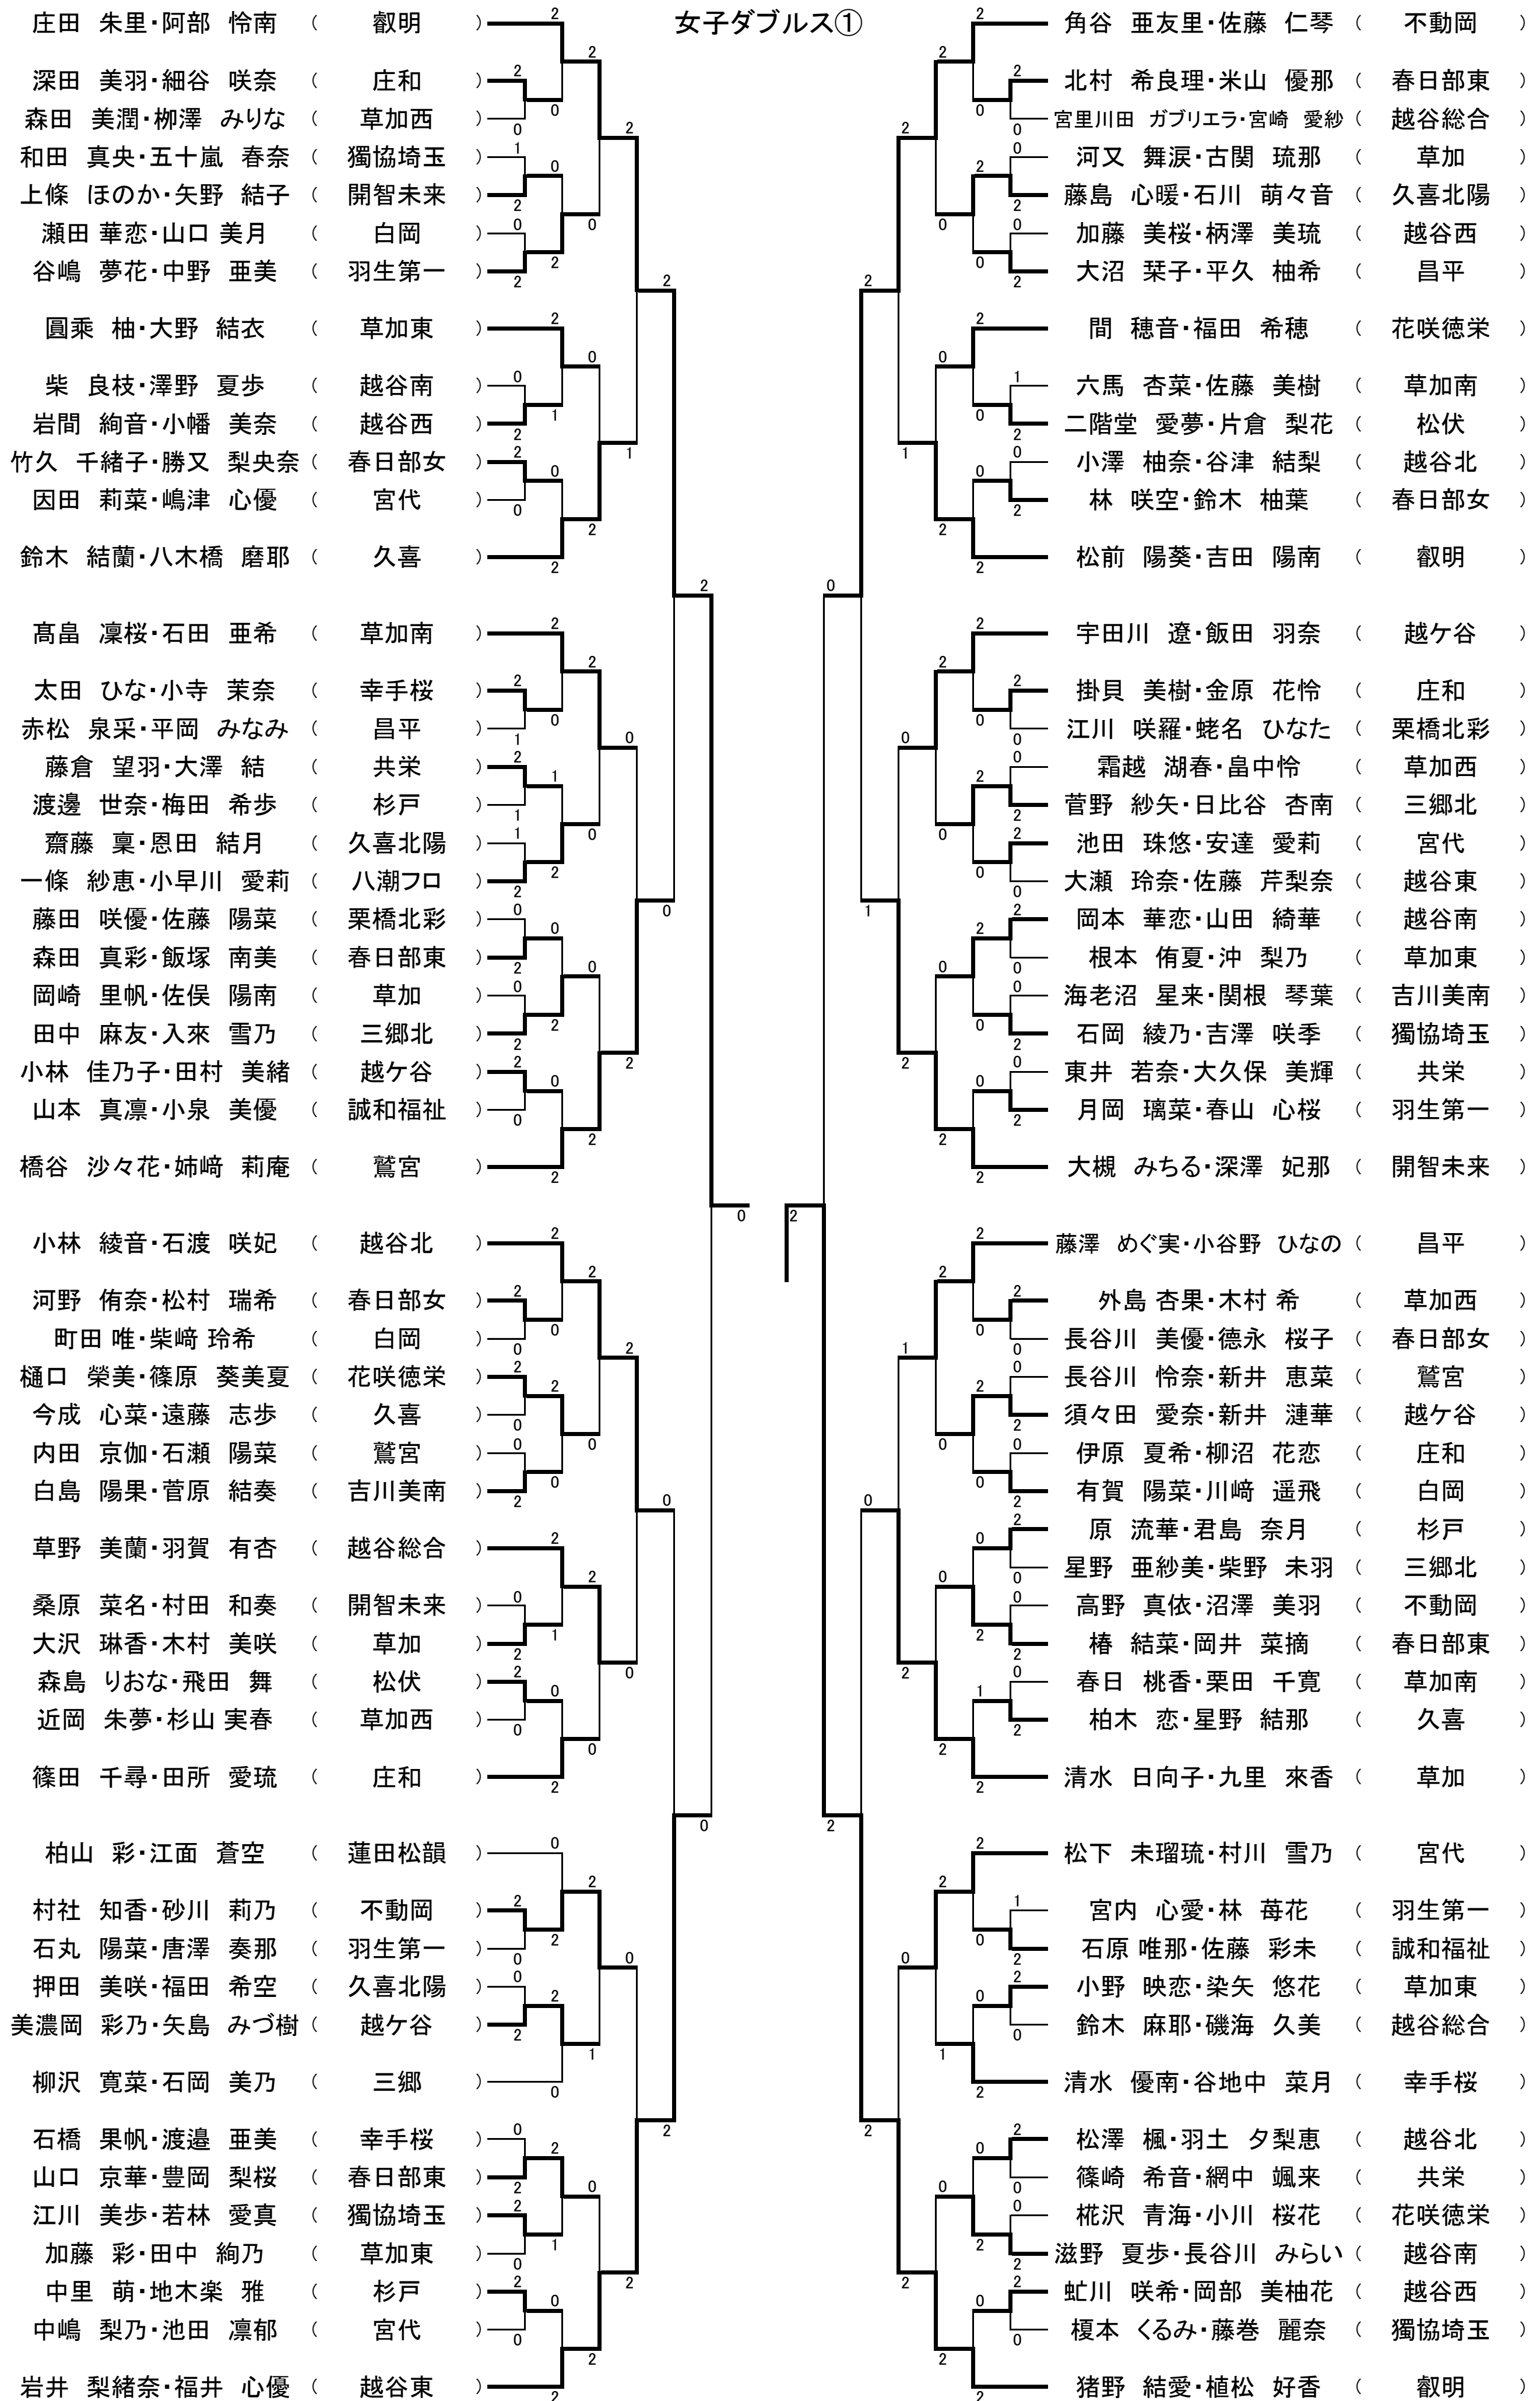 女子ダブルス①
庄田 朱里・阿部 怜南 ( 叡明 )
深田 美羽・細谷 咲奈 ( 庄和 )
森田 美潤・栁澤 みりな ( 草加西 )
和田 真央・五十嵐 春奈 ( 獨協埼玉 )
上條 ほのか・矢野 結子 ( 開智未来 )
瀬田 華恋・山口 美月 ( 白岡 )
谷嶋 夢花・中野 亜美 ( 羽生第一 )
圓乘 柚・大野 結衣 ( 草加東 )
柴 良枝・澤野 夏歩 ( 越谷南 )
岩間 絢音・小幡 美奈 ( 越谷西 )
竹久 千緒子・勝又 梨央奈 ( 春日部女 )
因田 莉菜・嶋津 心優 ( 宮代 )
鈴木 結蘭・八木橋 磨耶 ( 久喜 )
髙畠 凜桜・石田 亜希 ( 草加南 )
太田 ひな・小寺 茉奈 ( 幸手桜 )
赤松 泉采・平岡 みなみ ( 昌平 )
藤倉 望羽・大澤 結 ( 共栄 )
渡邊 世奈・梅田 希歩 ( 杉戸 )
齋藤 稟・恩田 結月 ( 久喜北陽 )
一條 紗恵・小早川 愛莉 ( 八潮フロ )
藤田 咲優・佐藤 陽菜 ( 栗橋北彩 )
森田 真彩・飯塚 南美 ( 春日部東 )
岡崎 里帆・佐俣 陽南 ( 草加 )
田中 麻友・入來 雪乃 ( 三郷北 )
小林 佳乃子・田村 美緒 ( 越ケ谷 )
山本 真凛・小泉 美優 ( 誠和福祉 )
橋谷 沙々花・姉﨑 莉庵 ( 鷲宮 )
小林 綾音・石渡 咲妃 ( 越谷北 )
河野 侑奈・松村 瑞希 ( 春日部女 )
町田 唯・柴﨑 玲希 ( 白岡 )
樋口 榮美・篠原 葵美夏 ( 花咲徳栄 )
今成 心菜・遠藤 志歩 ( 久喜 )
内田 京伽・石瀬 陽菜 ( 鷲宮 )
白島 陽果・菅原 結奏 ( 吉川美南 )
草野 美蘭・羽賀 有杏 ( 越谷総合 )
桑原 菜名・村田 和奏 ( 開智未来 )
大沢 琳香・木村 美咲 ( 草加 )
森島 りおな・飛田 舞 ( 松伏 )
近岡 朱夢・杉山 実春 ( 草加西 )
篠田 千尋・田所 愛琉 ( 庄和 )
柏山 彩・江面 蒼空 ( 蓮田松韻 )
村社 知香・砂川 莉乃 ( 不動岡 )
石丸 陽菜・唐澤 奏那 ( 羽生第一 )
押田 美咲・福田 希空 ( 久喜北陽 )
美濃岡 彩乃・矢島 みづ樹 ( 越ケ谷 )
柳沢 寛菜・石岡 美乃 ( 三郷 )
石橋 果帆・渡邉 亜美 ( 幸手桜 )
山口 京華・豊岡 梨桜 ( 春日部東 )
江川 美歩・若林 愛真 ( 獨協埼玉 )
加藤 彩・田中 絢乃 ( 草加東 )
中里 萌・地木楽 雅 ( 杉戸 )
中嶋 梨乃・池田 凛郁 ( 宮代 )
岩井 梨緒奈・福井 心優 ( 越谷東 )
角谷 亜友里・佐藤 仁琴 ( 不動岡 )
北村 希良理・米山 優那 ( 春日部東 )
宮里川田 ガブリエラ・宮崎 愛紗 ( 越谷総合 )
河又 舞涙・古関 琉那 ( 草加 )
藤島 心暖・石川 萌々音 ( 久喜北陽 )
加藤 美桜・柄澤 美琉 ( 越谷西 )
大沼 栞子・平久 柚希 ( 昌平 )
間 穂音・福田 希穂 ( 花咲徳栄 )
六馬 杏菜・佐藤 美樹 ( 草加南 )
二階堂 愛夢・片倉 梨花 ( 松伏 )
小澤 柚奈・谷津 結梨 ( 越谷北 )
林 咲空・鈴木 柚葉 ( 春日部女 )
松前 陽葵・吉田 陽南 ( 叡明 )
宇田川 遼・飯田 羽奈 ( 越ケ谷 )
掛貝 美樹・金原 花怜 ( 庄和 )
江川 咲羅・蛯名 ひなた ( 栗橋北彩 )
霜越 湖春・畠中怜 ( 草加西 )
菅野 紗矢・日比谷 杏南 ( 三郷北 )
池田 珠悠・安達 愛莉 ( 宮代 )
大瀬 玲奈・佐藤 芹梨奈 ( 越谷東 )
岡本 華恋・山田 綺華 ( 越谷南 )
根本 侑夏・沖 梨乃 ( 草加東 )
海老沼 星来・関根 琴葉 ( 吉川美南 )
石岡 綾乃・吉澤 咲季 ( 獨協埼玉 )
東井 若奈・大久保 美輝 ( 共栄 )
月岡 璃菜・春山 心桜 ( 羽生第一 )
大槻 みちる・深澤 妃那 ( 開智未来 )
藤澤 めぐ実・小谷野 ひなの ( 昌平 )
外島 杏果・木村 希 ( 草加西 )
長谷川 美優・德永 桜子 ( 春日部女 )
長谷川 怜奈・新井 恵菜 ( 鷲宮 )
須々田 愛奈・新井 漣華 ( 越ケ谷 )
伊原 夏希・柳沼 花恋 ( 庄和 )
有賀 陽菜・川﨑 遥飛 ( 白岡 )
原 流華・君島 奈月 ( 杉戸 )
星野 亜紗美・柴野 未羽 ( 三郷北 )
高野 真依・沼澤 美羽 ( 不動岡 )
椿 結菜・岡井 菜摘 ( 春日部東 )
春日 桃香・栗田 千寛 ( 草加南 )
柏木 恋・星野 結那 ( 久喜 )
清水 日向子・九里 來香 ( 草加 )
松下 未瑠琉・村川 雪乃 ( 宮代 )
宮内 心愛・林 苺花 ( 羽生第一 )
石原 唯那・佐藤 彩未 ( 誠和福祉 )
小野 映恋・染矢 悠花 ( 草加東 )
鈴木 麻耶・磯海 久美 ( 越谷総合 )
清水 優南・谷地中 菜月 ( 幸手桜 )
松澤 楓・羽土 夕梨恵 ( 越谷北 )
篠崎 希音・網中 颯来 ( 共栄 )
椛沢 青海・小川 桜花 ( 花咲徳栄 )
滋野 夏歩・長谷川 みらい ( 越谷南 )
虻川 咲希・岡部 美柚花 ( 越谷西 )
榎本 くるみ・藤巻 麗奈 ( 獨協埼玉 )
猪野 結愛・植松 好香 ( 叡明 )